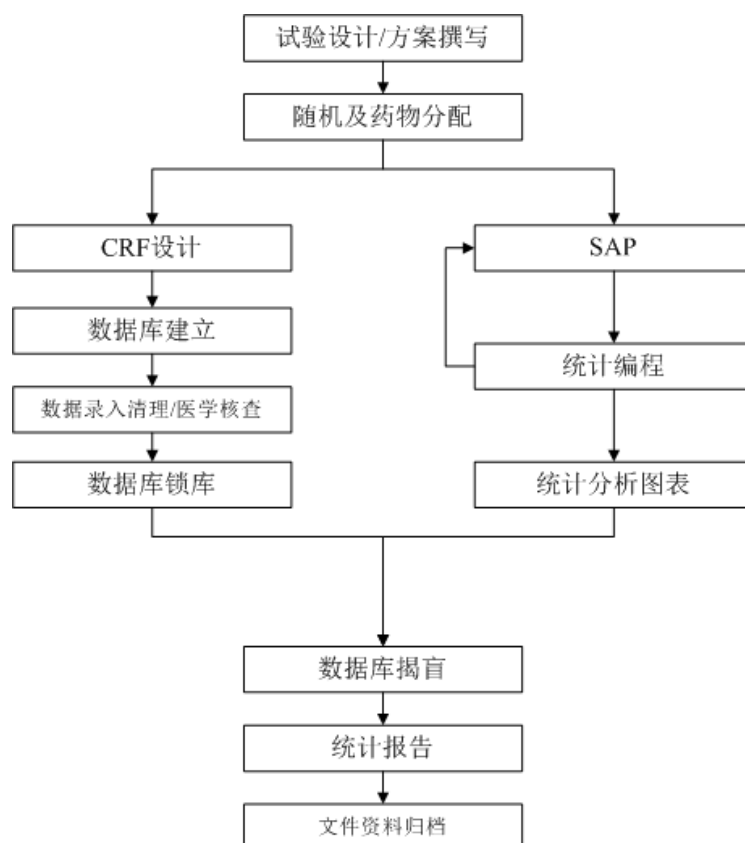 试验设计/方案撰写
随机及药物分配
CRF设计
SAP
数据库建立
统计编程
数据录入清理/医学核查
数据库锁库
统计分析图表
数据库揭盲
统计报告
文件资料归档